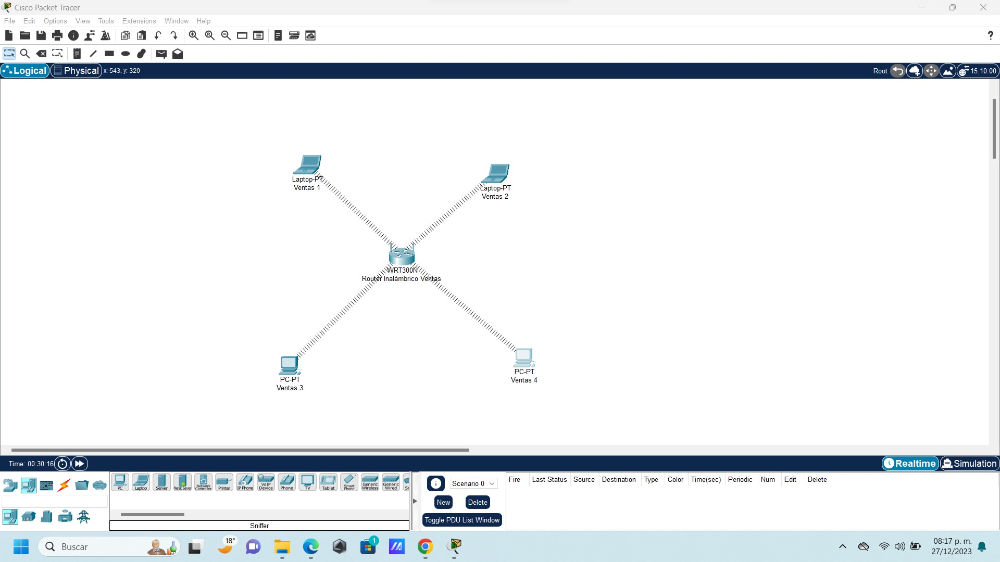 Cisco Packet Tracer
File Edit Options View Tools Extensions Window Help
?
Logical Physical x: 543, y: 320 Root 15:10:00
Laptop-PT
Ventas 1
Laptop-PT
Ventas 2
WRT300N
Router Inalámbrico Ventas
PC-PT
Ventas 3
PC-PT
Ventas 4
Time: 00:30:16 Realtime Simulation
PC Laptop Server Meraki Server Network Controller Printer IP Phone VoIP Device Phone TV Tablet Smart Phone Generic Wireless Generic Wired
Sniffer
Scenario 0
New Delete
Toggle PDU List Window
Fire Last Status Source Destination Type Color Time(sec) Periodic Num Edit Delete
Buscar
18°
1
08:17 p. m.
27/12/2023